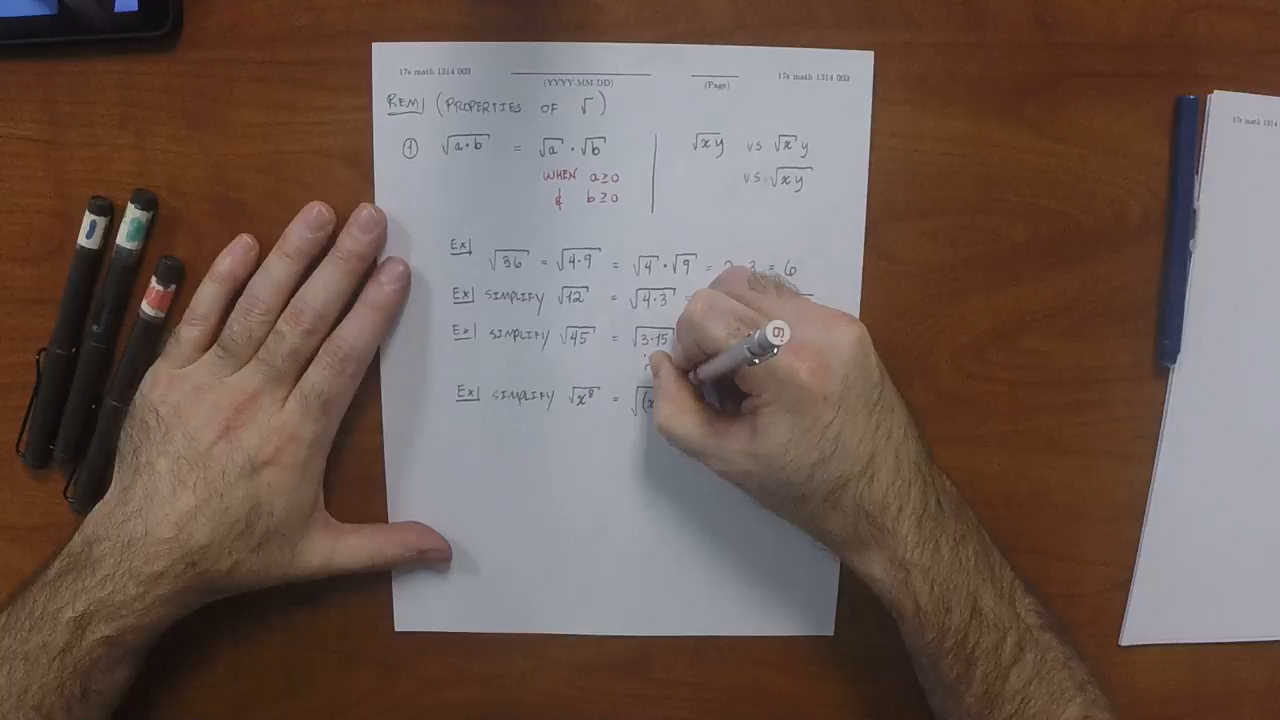 17s math 1314 003 (YYYY-MM-DD) (Page) 17s math 1314 003
REM (PROPERTIES OF √ )
① √(a·b) = √a · √b √x y vs √x y
WHEN a≥0 vs √(xy)
& b≥0
Ex √36 = √(4·9) = √4 · √9 = 2 · 3 = 6
Ex SIMPLIFY √12 = √(4·3) =
Ex SIMPLIFY √45 = √(3·15)
Ex SIMPLIFY √x⁸ = √(x